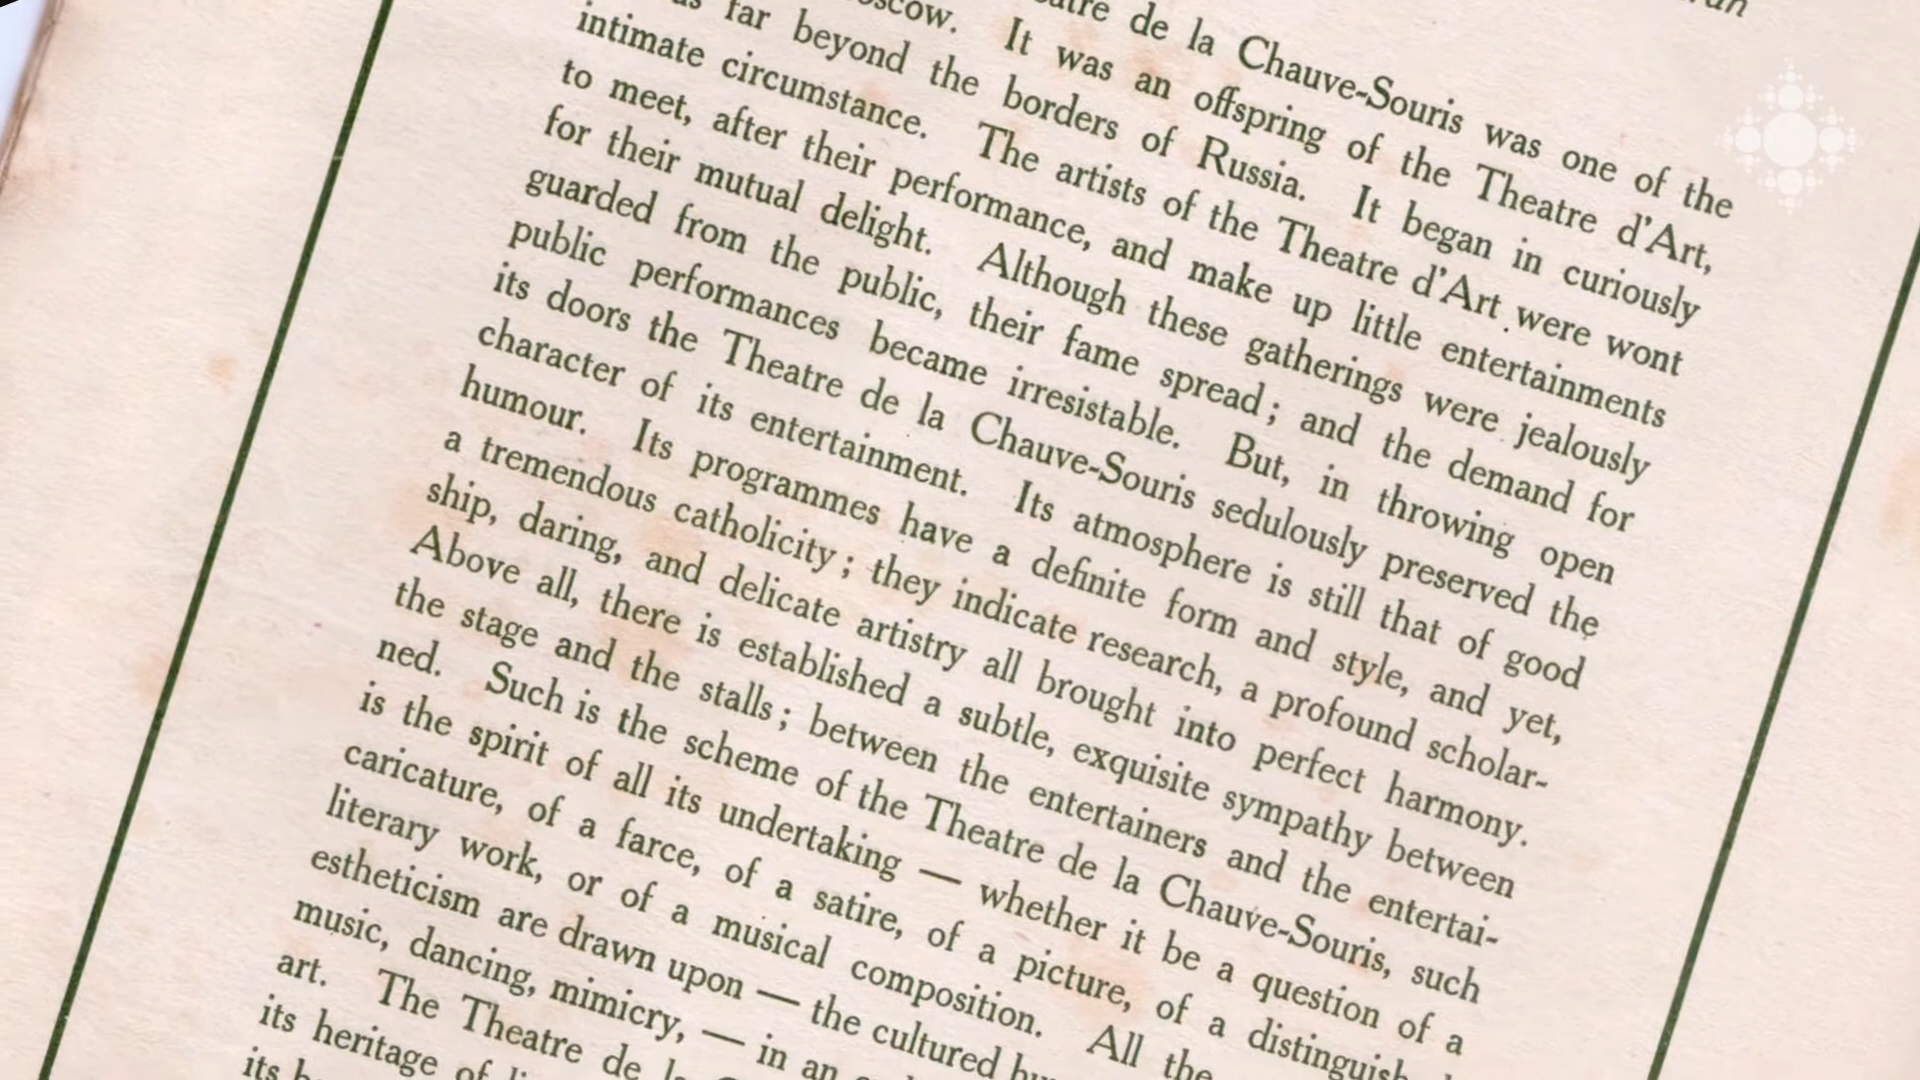 de la Chauve-Souris was one of the
It was an offspring of the Theatre d'Art,
far beyond the borders of Russia. It began in curiously
intimate circumstance. The artists of the Theatre d'Art were wont
to meet, after their performance, and make up little entertainments
for their mutual delight. Although these gatherings were jealously
guarded from the public, their fame spread; and the demand for
public performances became irresistable. But, in throwing open
its doors the Theatre de la Chauve-Souris sedulously preserved the
character of its entertainment. Its atmosphere is still that of good
humour. Its programmes have a definite form and style, and yet,
a tremendous catholicity; they indicate research, a profound scholar-
ship, daring, and delicate artistry all brought into perfect harmony.
Above all, there is established a subtle, exquisite sympathy between
the stage and the stalls; between the entertainers and the entertai-
ned. Such is the scheme of the Theatre de la Chauve-Souris, such
is the spirit of all its undertaking — whether it be a question of a
caricature, of a farce, of a satire, of a picture, of a
literary work, or of a musical composition. All the
estheticism are drawn upon — the cultured
music, dancing, mimicry, — in an
art. The Theatre de la
its heritage of
its